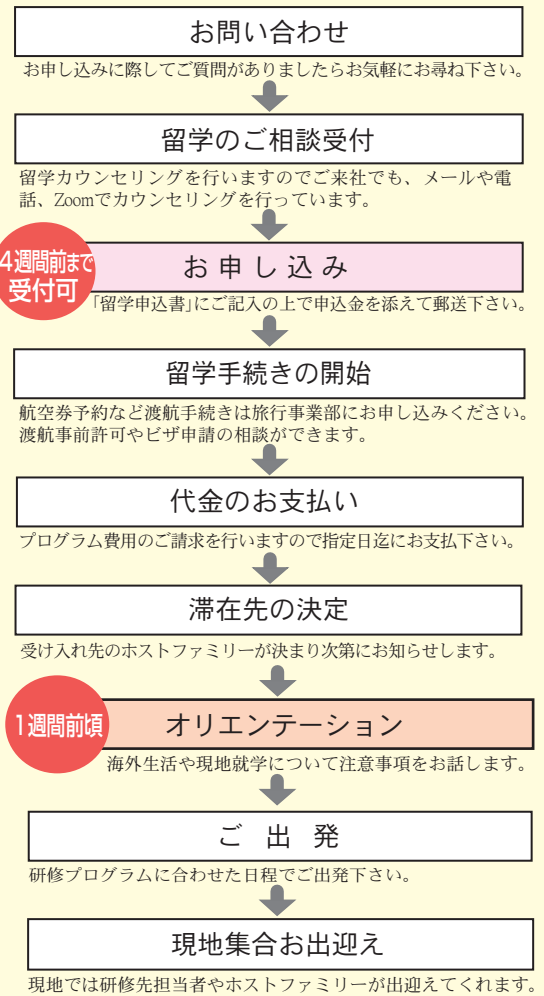 お問い合わせ
お申し込みに際してご質問がありましたらお気軽にお尋ね下さい。
留学のご相談受付
留学カウンセリングを行いますのでご来社でも、メールや電
話、Zoomでカウンセリングを行っています。
4週間前まで
受付可
お申し込み
「留学申込書」にご記入の上で申込金を添えて郵送下さい。
留学手続きの開始
航空券予約など渡航手続きは旅行事業部にお申し込みください。
渡航事前許可やビザ申請の相談ができます。
代金のお支払い
プログラム費用のご請求を行いますので指定日迄にお支払下さい。
滞在先の決定
受け入れ先のホストファミリーが決まり次第にお知らせします。
1週間前頃
オリエンテーション
海外生活や現地就学について注意事項をお話します。
ご出発
研修プログラムに合わせた日程でご出発下さい。
現地集合お出迎え
現地では研修先担当者やホストファミリーが出迎えてくれます。